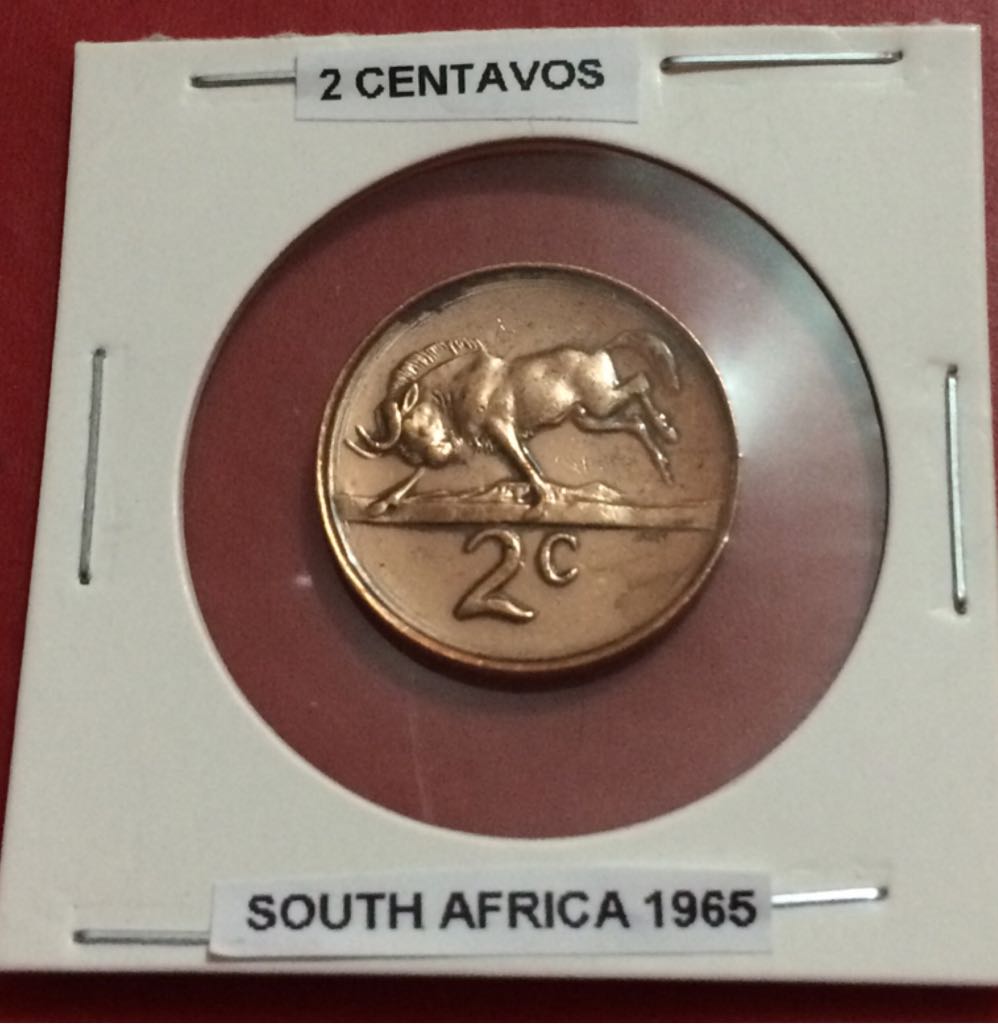 2 CENTAVOS
2c
SOUTH AFRICA 1965